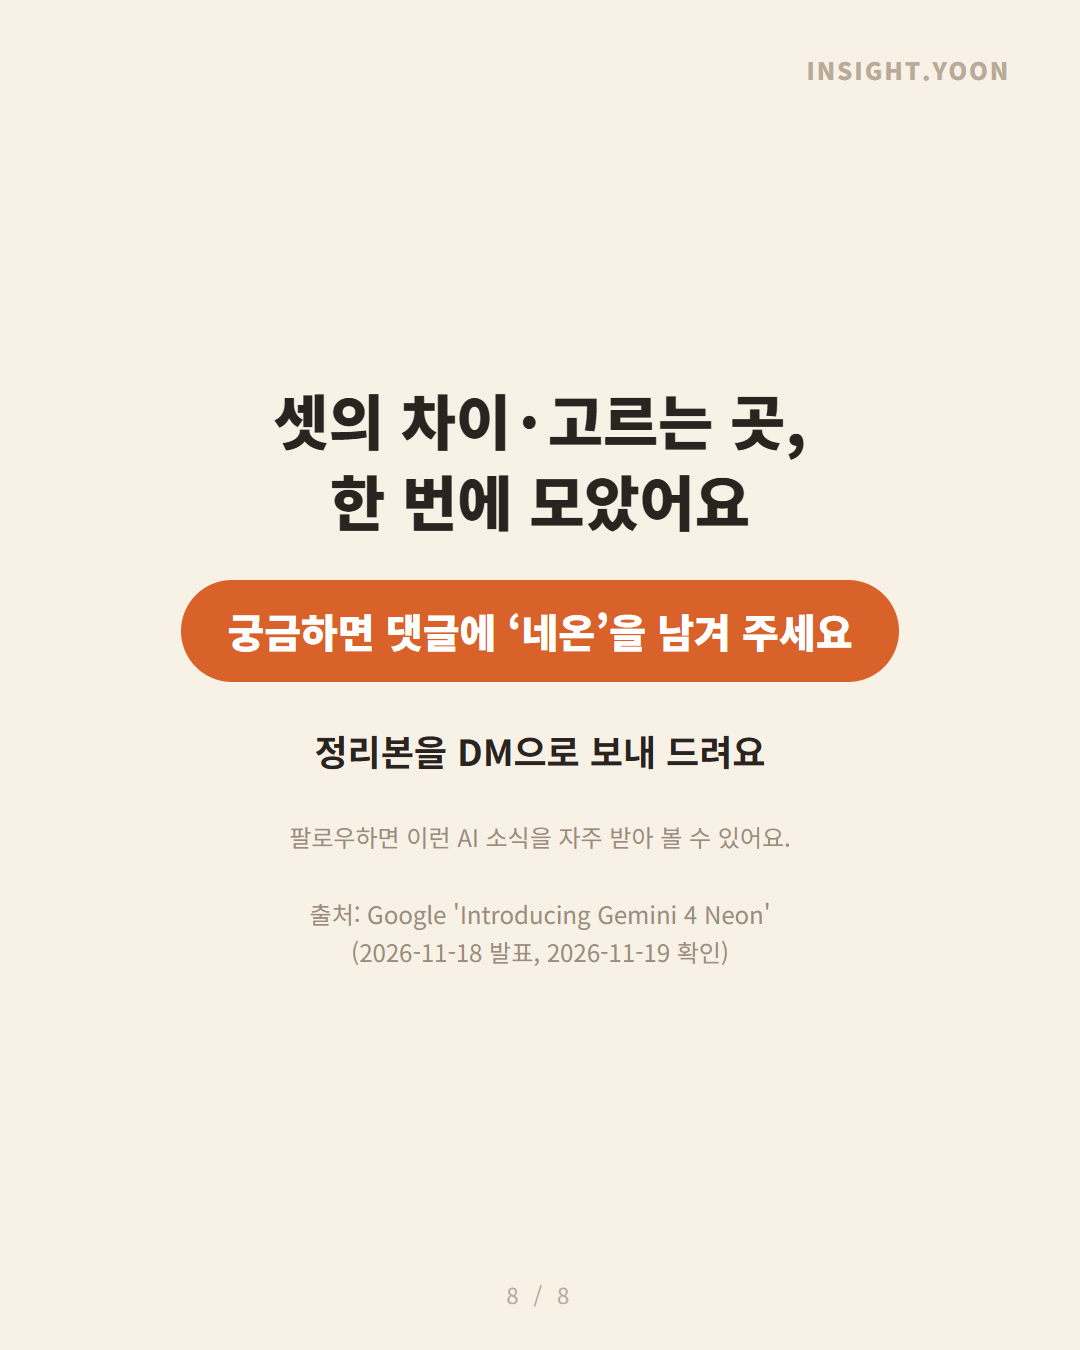 INSIGHT.YOON
셋의 차이·고르는 곳,
한 번에 모았어요
궁금하면 댓글에 ‘네온’을 남겨 주세요
정리본을 DM으로 보내 드려요
팔로우하면 이런 AI 소식을 자주 받아 볼 수 있어요.
출처: Google 'Introducing Gemini 4 Neon'
(2026-11-18 발표, 2026-11-19 확인)
8 / 8